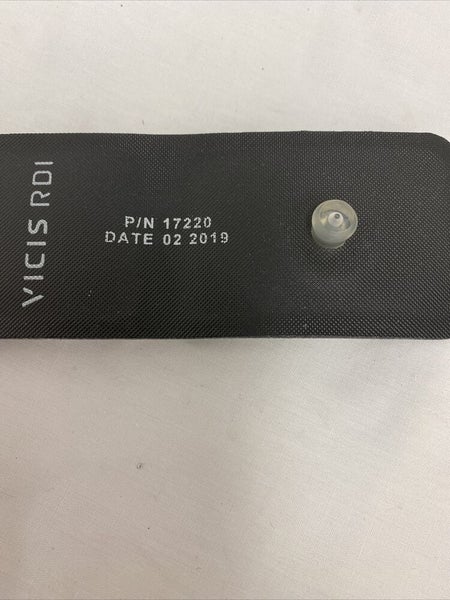 VICIS RDI
P/N 17220
DATE 02 2019